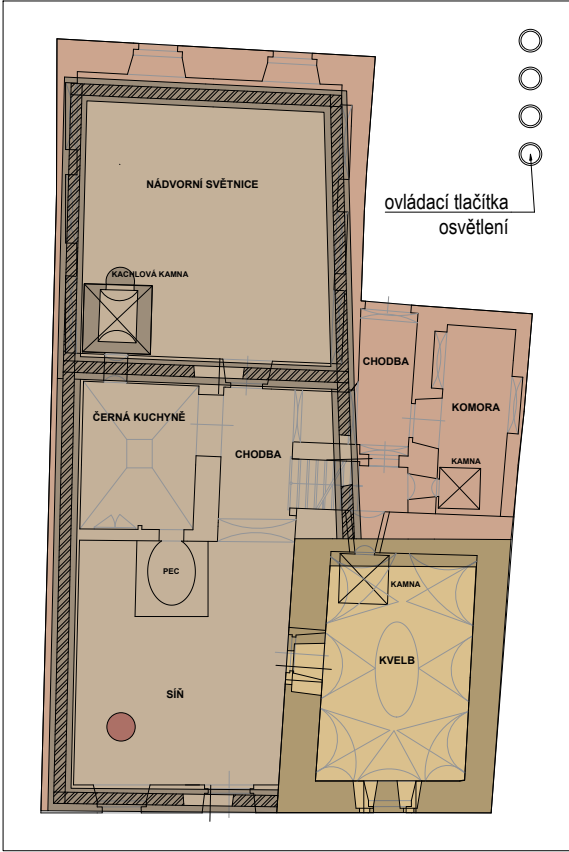 ovládací tlačítka
osvětlení
NÁDVORNÍ SVĚTNICE
KACHLOVÁ KAMNA
CHODBA
KOMORA
ČERNÁ KUCHYNĚ
CHODBA
KAMNA
PEC
KAMNA
KVELB
SÍŇ